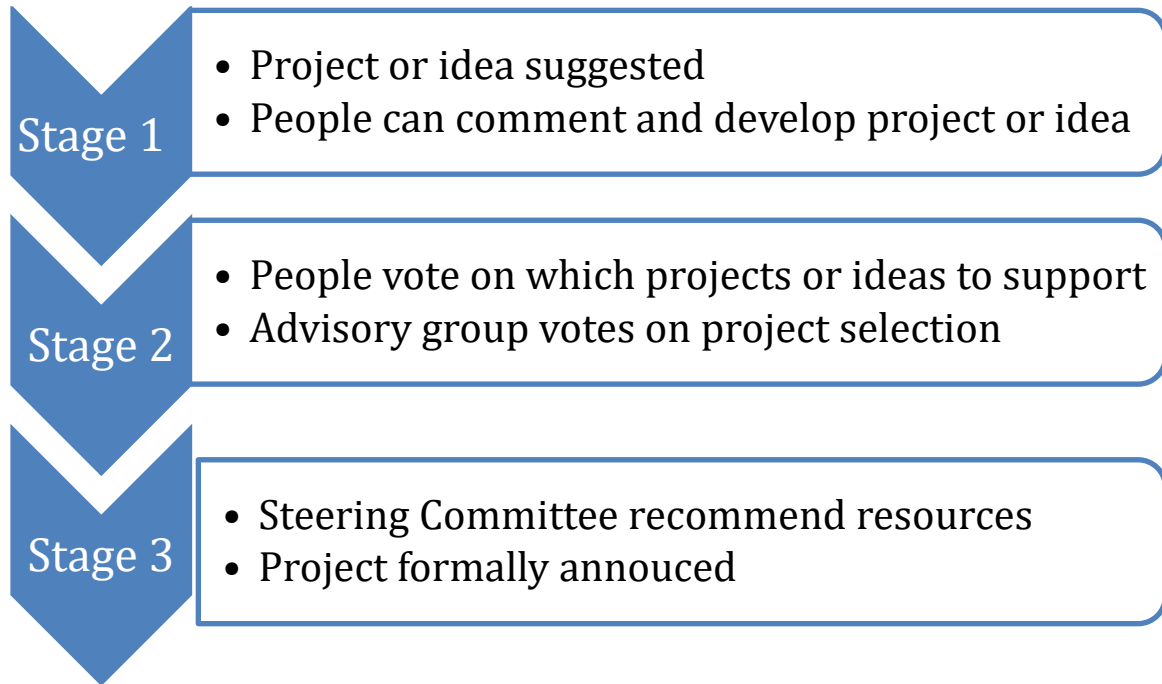 Stage 1
• Project or idea suggested
• People can comment and develop project or idea
Stage 2
• People vote on which projects or ideas to support
• Advisory group votes on project selection
Stage 3
• Steering Committee recommend resources
• Project formally annouced